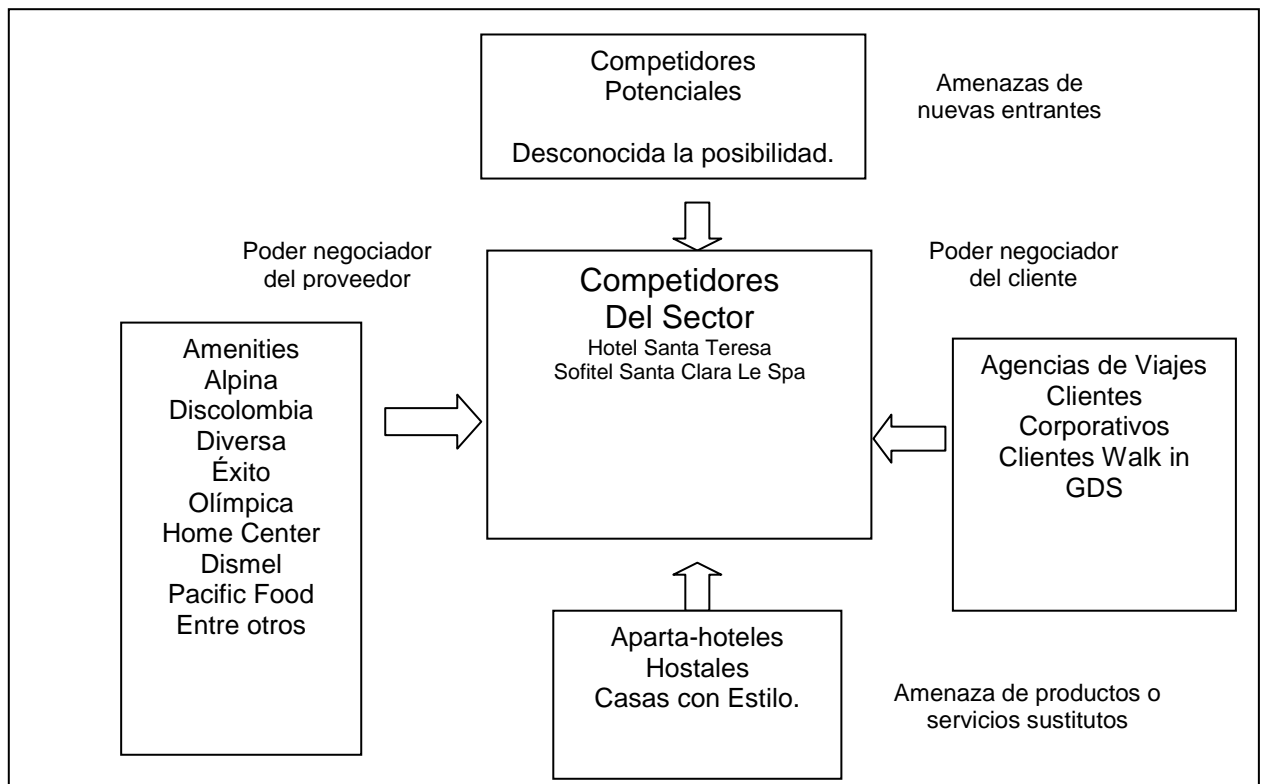 Competidores
Potenciales
Desconocida la posibilidad.
Amenazas de
nuevas entrantes
Poder negociador
del proveedor
Competidores
Del Sector
Hotel Santa Teresa
Sofitel Santa Clara Le Spa
Poder negociador
del cliente
Amenities
Alpina
Discolombia
Diversa
Éxito
Olímpica
Home Center
Dismel
Pacific Food
Entre otros
Agencias de Viajes
Clientes
Corporativos
Clientes Walk in
GDS
Aparta-hoteles
Hostales
Casas con Estilo.
Amenaza de productos o
servicios sustitutos